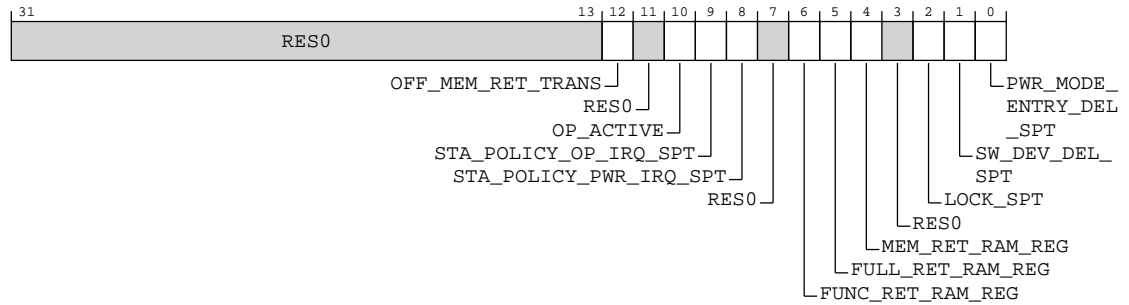 31 13 12 11 10 9 8 7 6 5 4 3 2 1 0
RES0
OFF_MEM_RET_TRANS
RES0
OP_ACTIVE
STA_POLICY_OP_IRQ_SPT
STA_POLICY_PWR_IRQ_SPT
RES0
PWR_MODE_
ENTRY_DEL
_SPT
SW_DEV_DEL_
SPT
LOCK_SPT
RES0
MEM_RET_RAM_REG
FULL_RET_RAM_REG
FUNC_RET_RAM_REG